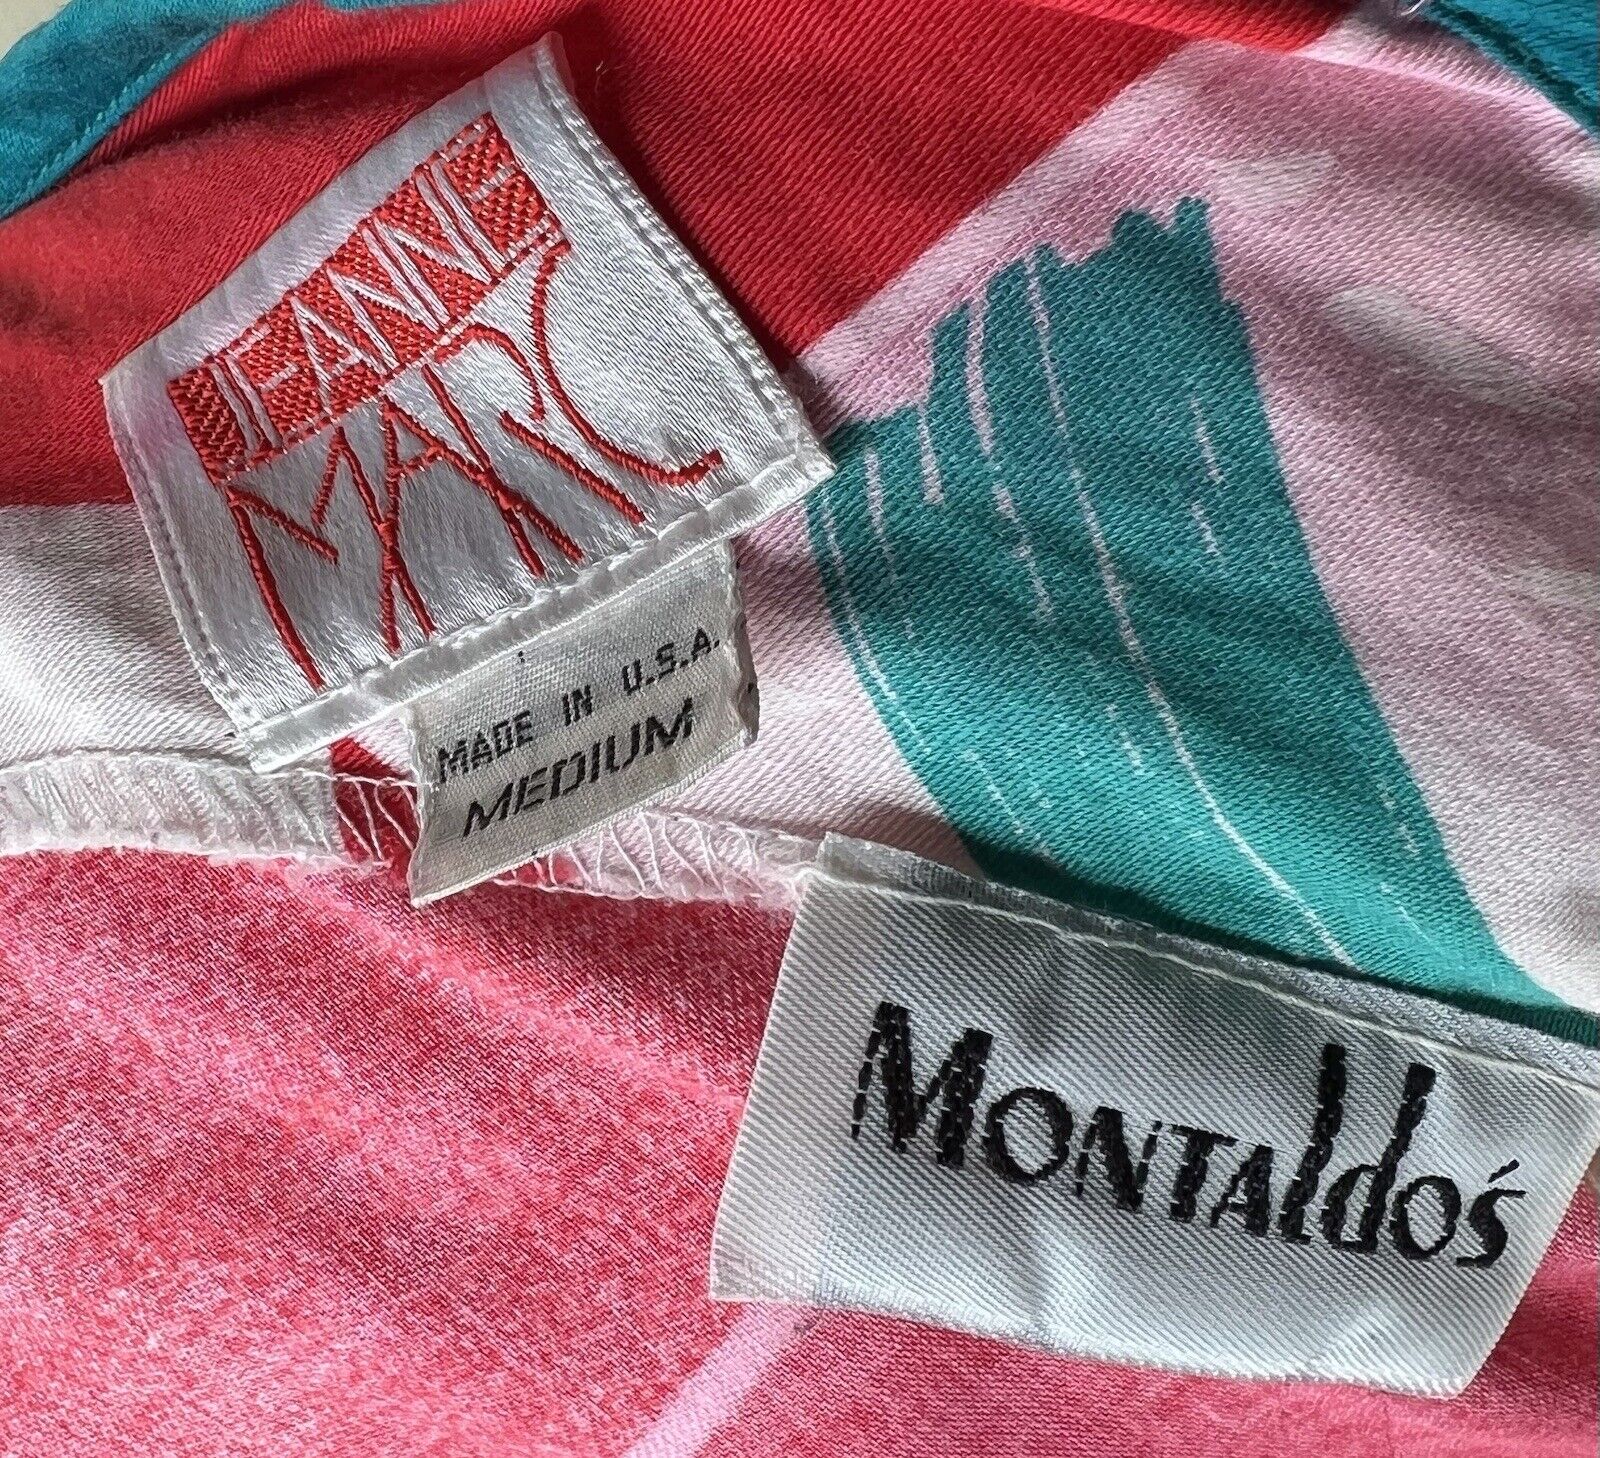 JEANNE
MARC
MADE IN U.S.A.
MEDIUM
MONTAldo's